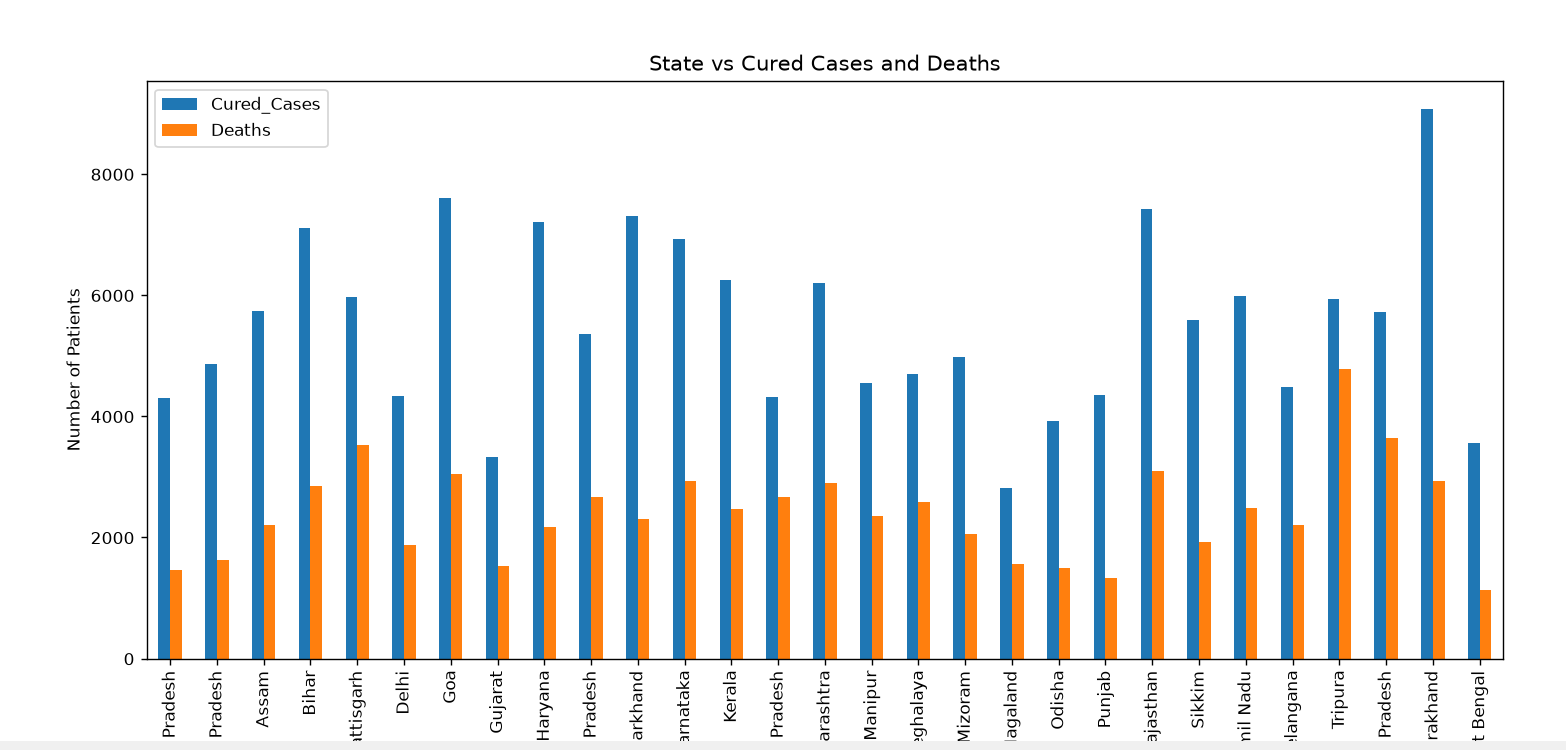 State vs Cured Cases and Deaths
Cured_Cases
Deaths
Number of Patients
8000
6000
4000
2000
0
Pradesh
Pradesh
Assam
Bihar
attisgarh
Delhi
Goa
Gujarat
Haryana
Pradesh
arkhand
arnataka
Kerala
Pradesh
arashtra
Manipur
eghalaya
Mizoram
lagaland
Odisha
Punjab
ajasthan
Sikkim
mil Nadu
elangana
Tripura
Pradesh
rakhand
t Bengal